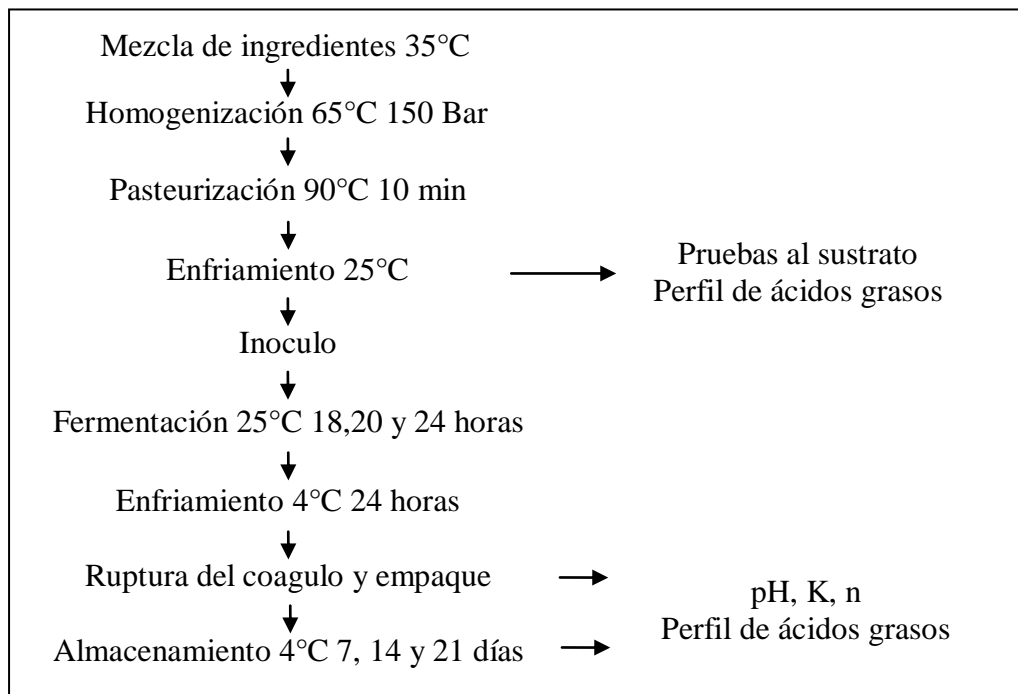 Mezcla de ingredientes 35°C
Homogenización 65°C 150 Bar
Pasteurización 90°C 10 min
Enfriamiento 25°C
Pruebas al sustrato
Perfil de ácidos grasos
Inoculo
Fermentación 25°C 18,20 y 24 horas
Enfriamiento 4°C 24 horas
Ruptura del coagulo y empaque
pH, K, n
Perfil de ácidos grasos
Almacenamiento 4°C 7, 14 y 21 días